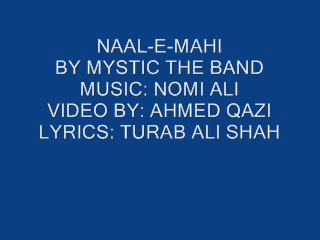 NAAL-E-MAHI
BY MYSTIC THE BAND
MUSIC: NOMI ALI
VIDEO BY: AHMED QAZI
LYRICS: TURAB ALI SHAH